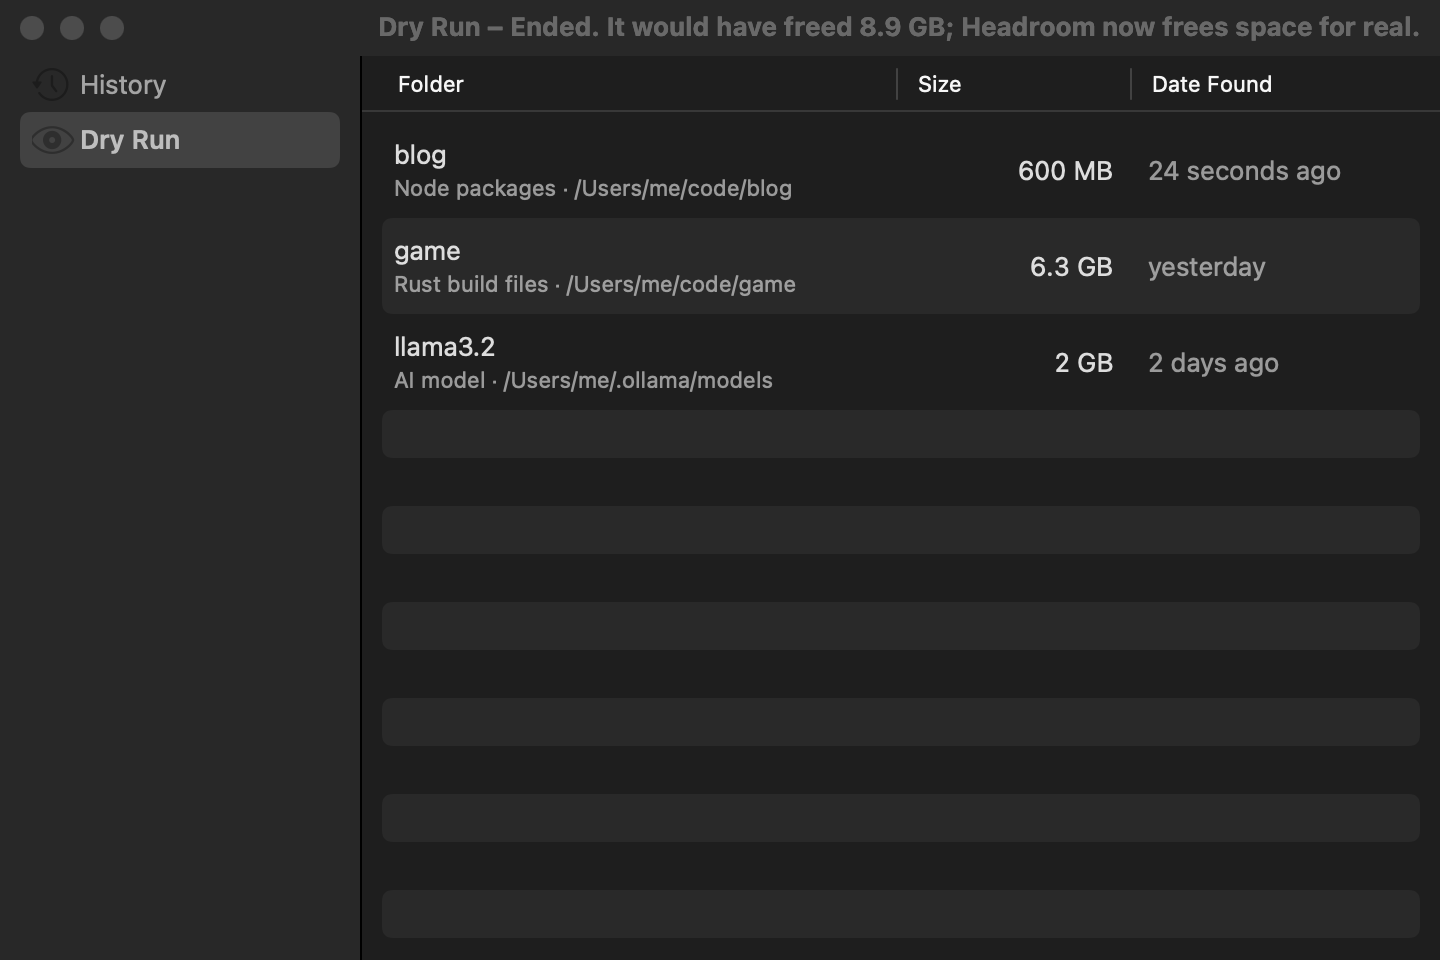 Dry Run – Ended. It would have freed 8.9 GB; Headroom now frees space for real.
History
Dry Run
Folder Size Date Found
blog
Node packages · /Users/me/code/blog
600 MB 24 seconds ago
game
Rust build files · /Users/me/code/game
6.3 GB yesterday
llama3.2
AI model · /Users/me/.ollama/models
2 GB 2 days ago